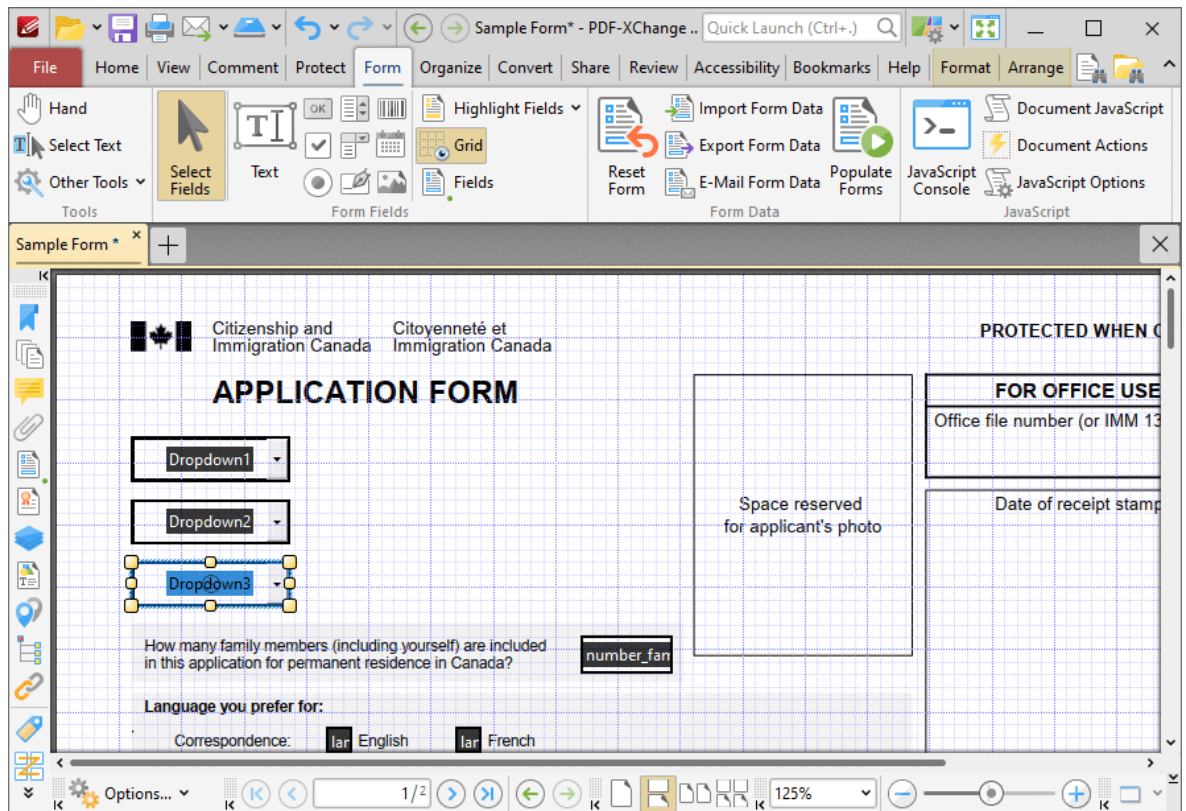 Sample Form* - PDF-XChange ..
Quick Launch (Ctrl+.)
File Home View Comment Protect Form Organize Convert Share Review Accessibility Bookmarks Help Format Arrange
Hand
Select Text
Other Tools
Tools
Select Fields
Text
OK
Highlight Fields
Grid
Fields
Form Fields
Reset Form
Import Form Data
Export Form Data
E-Mail Form Data
Populate Forms
Form Data
JavaScript Console
Document JavaScript
Document Actions
JavaScript Options
JavaScript
Sample Form *
Citizenship and
Immigration Canada
Citoyenneté et
Immigration Canada
PROTECTED WHEN
APPLICATION FORM
FOR OFFICE USE
Office file number (or IMM 13
Dropdown1
Dropdown2
Dropdown3
Space reserved
for applicant's photo
Date of receipt stamp
How many family members (including yourself) are included
in this application for permanent residence in Canada?
number_fam
Language you prefer for:
Correspondence: lar English lar French
Options...
1/2
125%